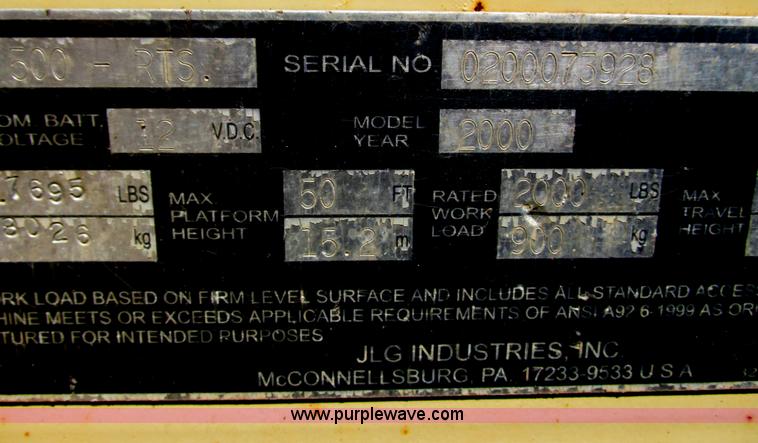 500 - RTS. SERIAL NO. 0200073928
OM BATT. 12 V.D.C. MODEL 2000
OLTAGE YEAR
17695 LBS MAX. 50 FT RATED 2000 LBS MAX
8026 kg PLATFORM 15.2 m WORK 900 kg TRAVEL
HEIGHT LOAD HEIGHT
ORK LOAD BASED ON FIRM LEVEL SURFACE AND INCLUDES ALL STANDARD ACCES
HINE MEETS OR EXCEEDS APPLICABLE REQUIREMENTS OF ANSI A92.6-1999 AS OR
CTURED FOR INTENDED PURPOSES
JLG INDUSTRIES, INC.
McCONNELLSBURG, PA. 17233-9533 U S A
www.purplewave.com